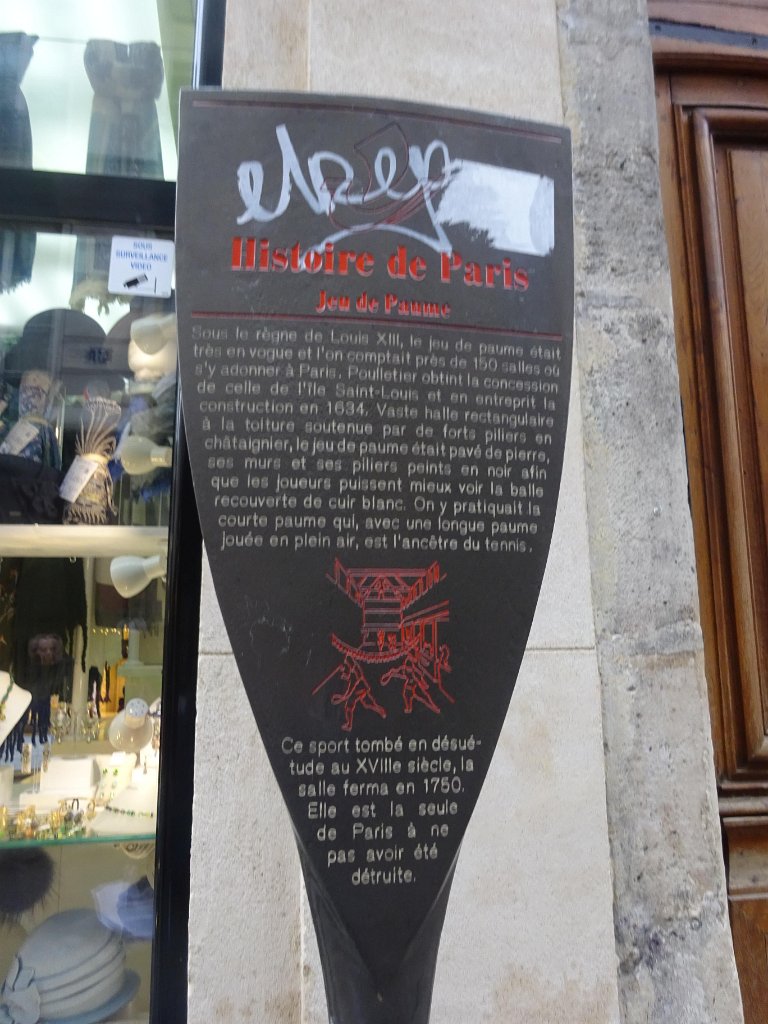 Histoire de Paris
Jeu de Paume
Sous le règne de Louis XIII, le jeu de paume était
très en vogue et l'on comptait près de 150 salles où
s'y adonner à Paris. Poulletier obtint la concession
de celle de l'île Saint-Louis et en entreprit la
construction en 1634. Vaste halle rectangulaire
à la toiture soutenue par de forts piliers en
châtaignier, le jeu de paume était pavé de pierre,
ses murs et ses piliers peints en noir afin
que les joueurs puissent mieux voir la balle
recouverte de cuir blanc. On y pratiquait la
courte paume qui, avec une longue paume
jouée en plein air, est l'ancêtre du tennis.
Ce sport tombé en désué-
tude au XVIIIe siècle, la
salle ferma en 1750.
Elle est la seule
de Paris à ne
pas avoir été
détruite.
SOUS
SURVEILLANCE
VIDEO